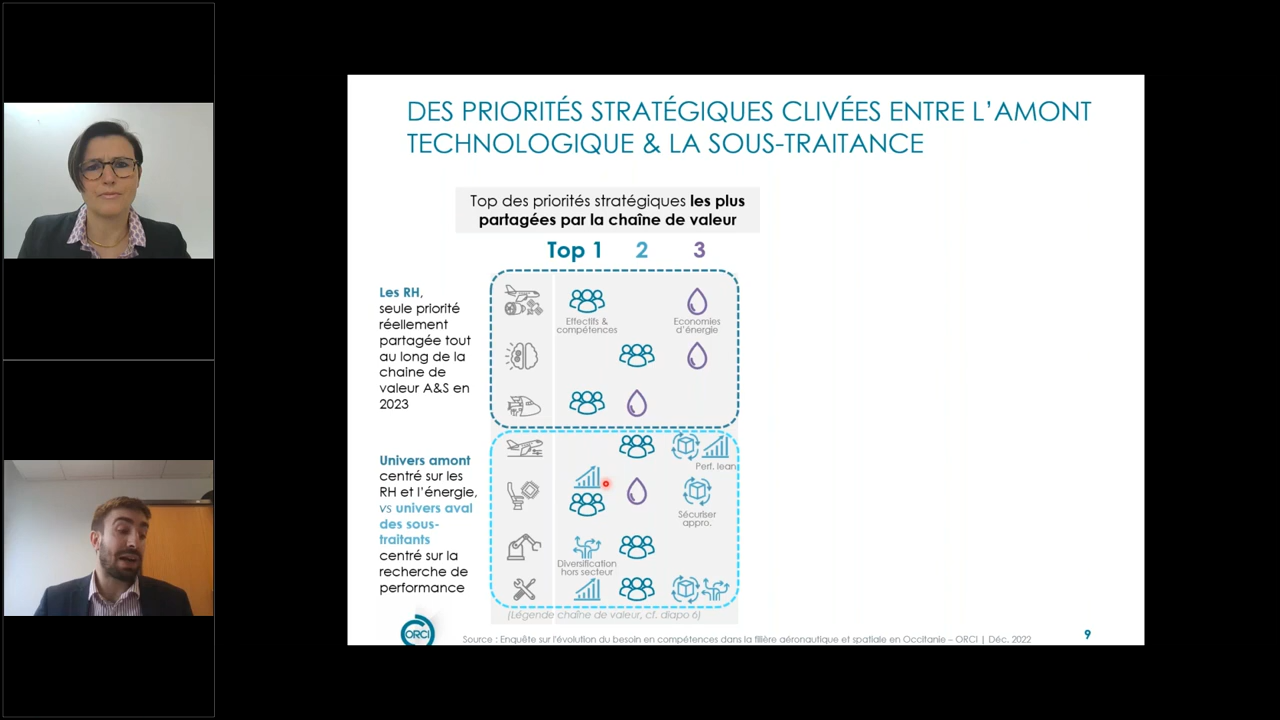 DES PRIORITÉS STRATÉGIQUES CLIVÉES ENTRE L'AMONT
TECHNOLOGIQUE & LA SOUS-TRAITANCE
Top des priorités stratégiques les plus
partagées par la chaîne de valeur
Top 1 2 3
Les RH,
seule priorité
réellement
partagée tout
au long de la
chaine de
valeur A&S en
2023
Effectifs &
compétences
Economies
d'énergie
Univers amont
centré sur les
RH et l'énergie,
vs univers aval
des sous-
traitants
centré sur la
recherche de
performance
Perf. lean
Sécuriser
appro.
Diversification
hors secteur
(Légende chaîne de valeur, cf. diapo 6)
ORCI
Source : Enquête sur l'évolution du besoin en compétences dans la filière aéronautique et spatiale en Occitanie – ORCI | Déc. 2022
9